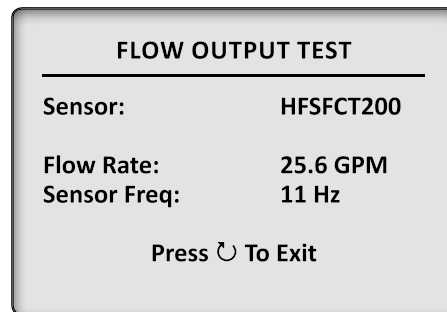 FLOW OUTPUT TEST
Sensor: HFSFCT200
Flow Rate: 25.6 GPM
Sensor Freq: 11 Hz
Press ↻ To Exit